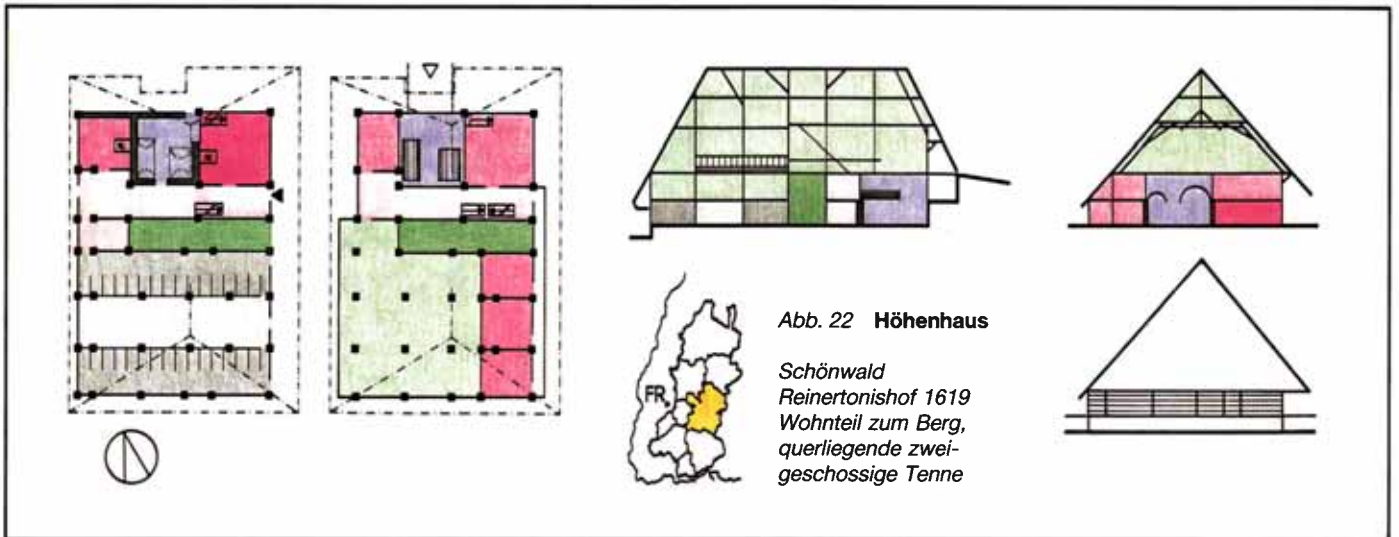 Abb. 22 Höhenhaus
Schönwald
Reinertonishof 1619
Wohnteil zum Berg,
querliegende zwei-
geschossige Tenne
FR.